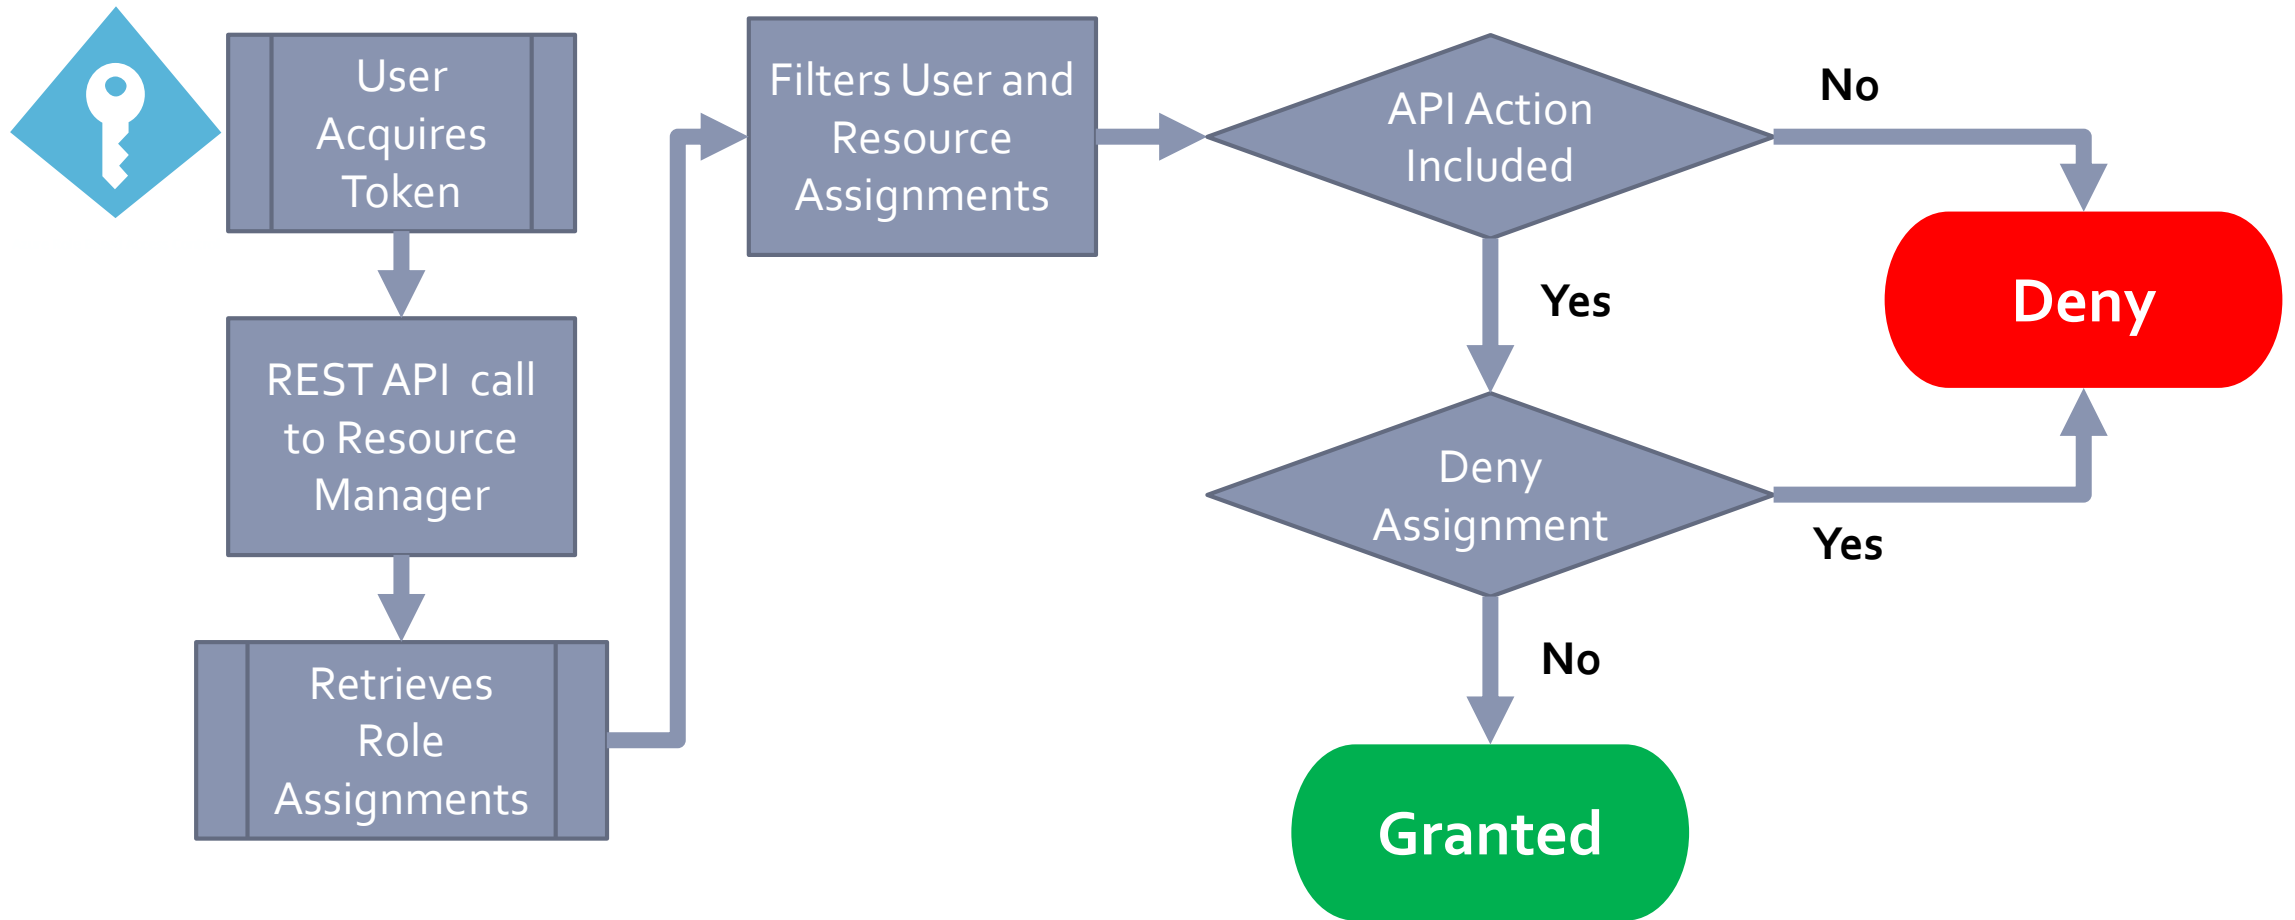 User
Acquires
Token
REST API call
to Resource
Manager
Retrieves
Role
Assignments
Filters User and
Resource
Assignments
API Action
Included
No
Deny
Yes
Deny
Assignment
Yes
No
Granted